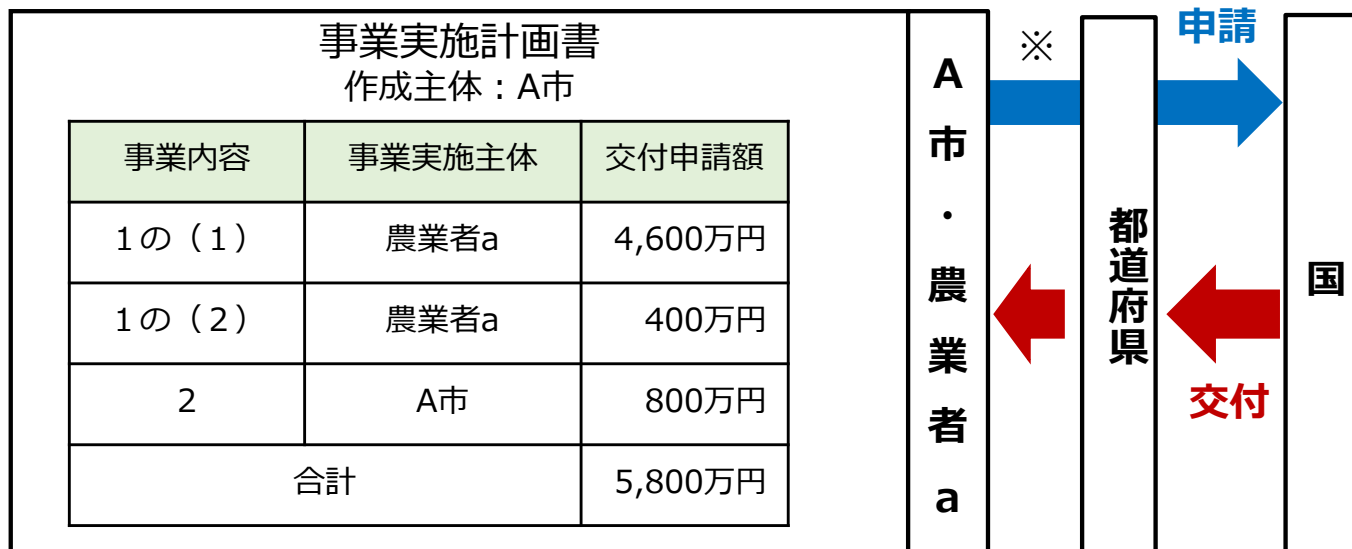 事業実施計画書
作成主体：A市
事業内容 事業実施主体 交付申請額
１の（１） 農業者a 4,600万円
１の（２） 農業者a 400万円
２ A市 800万円
合計 5,800万円
A市・農業者a
※
都道府県
申請
交付
国